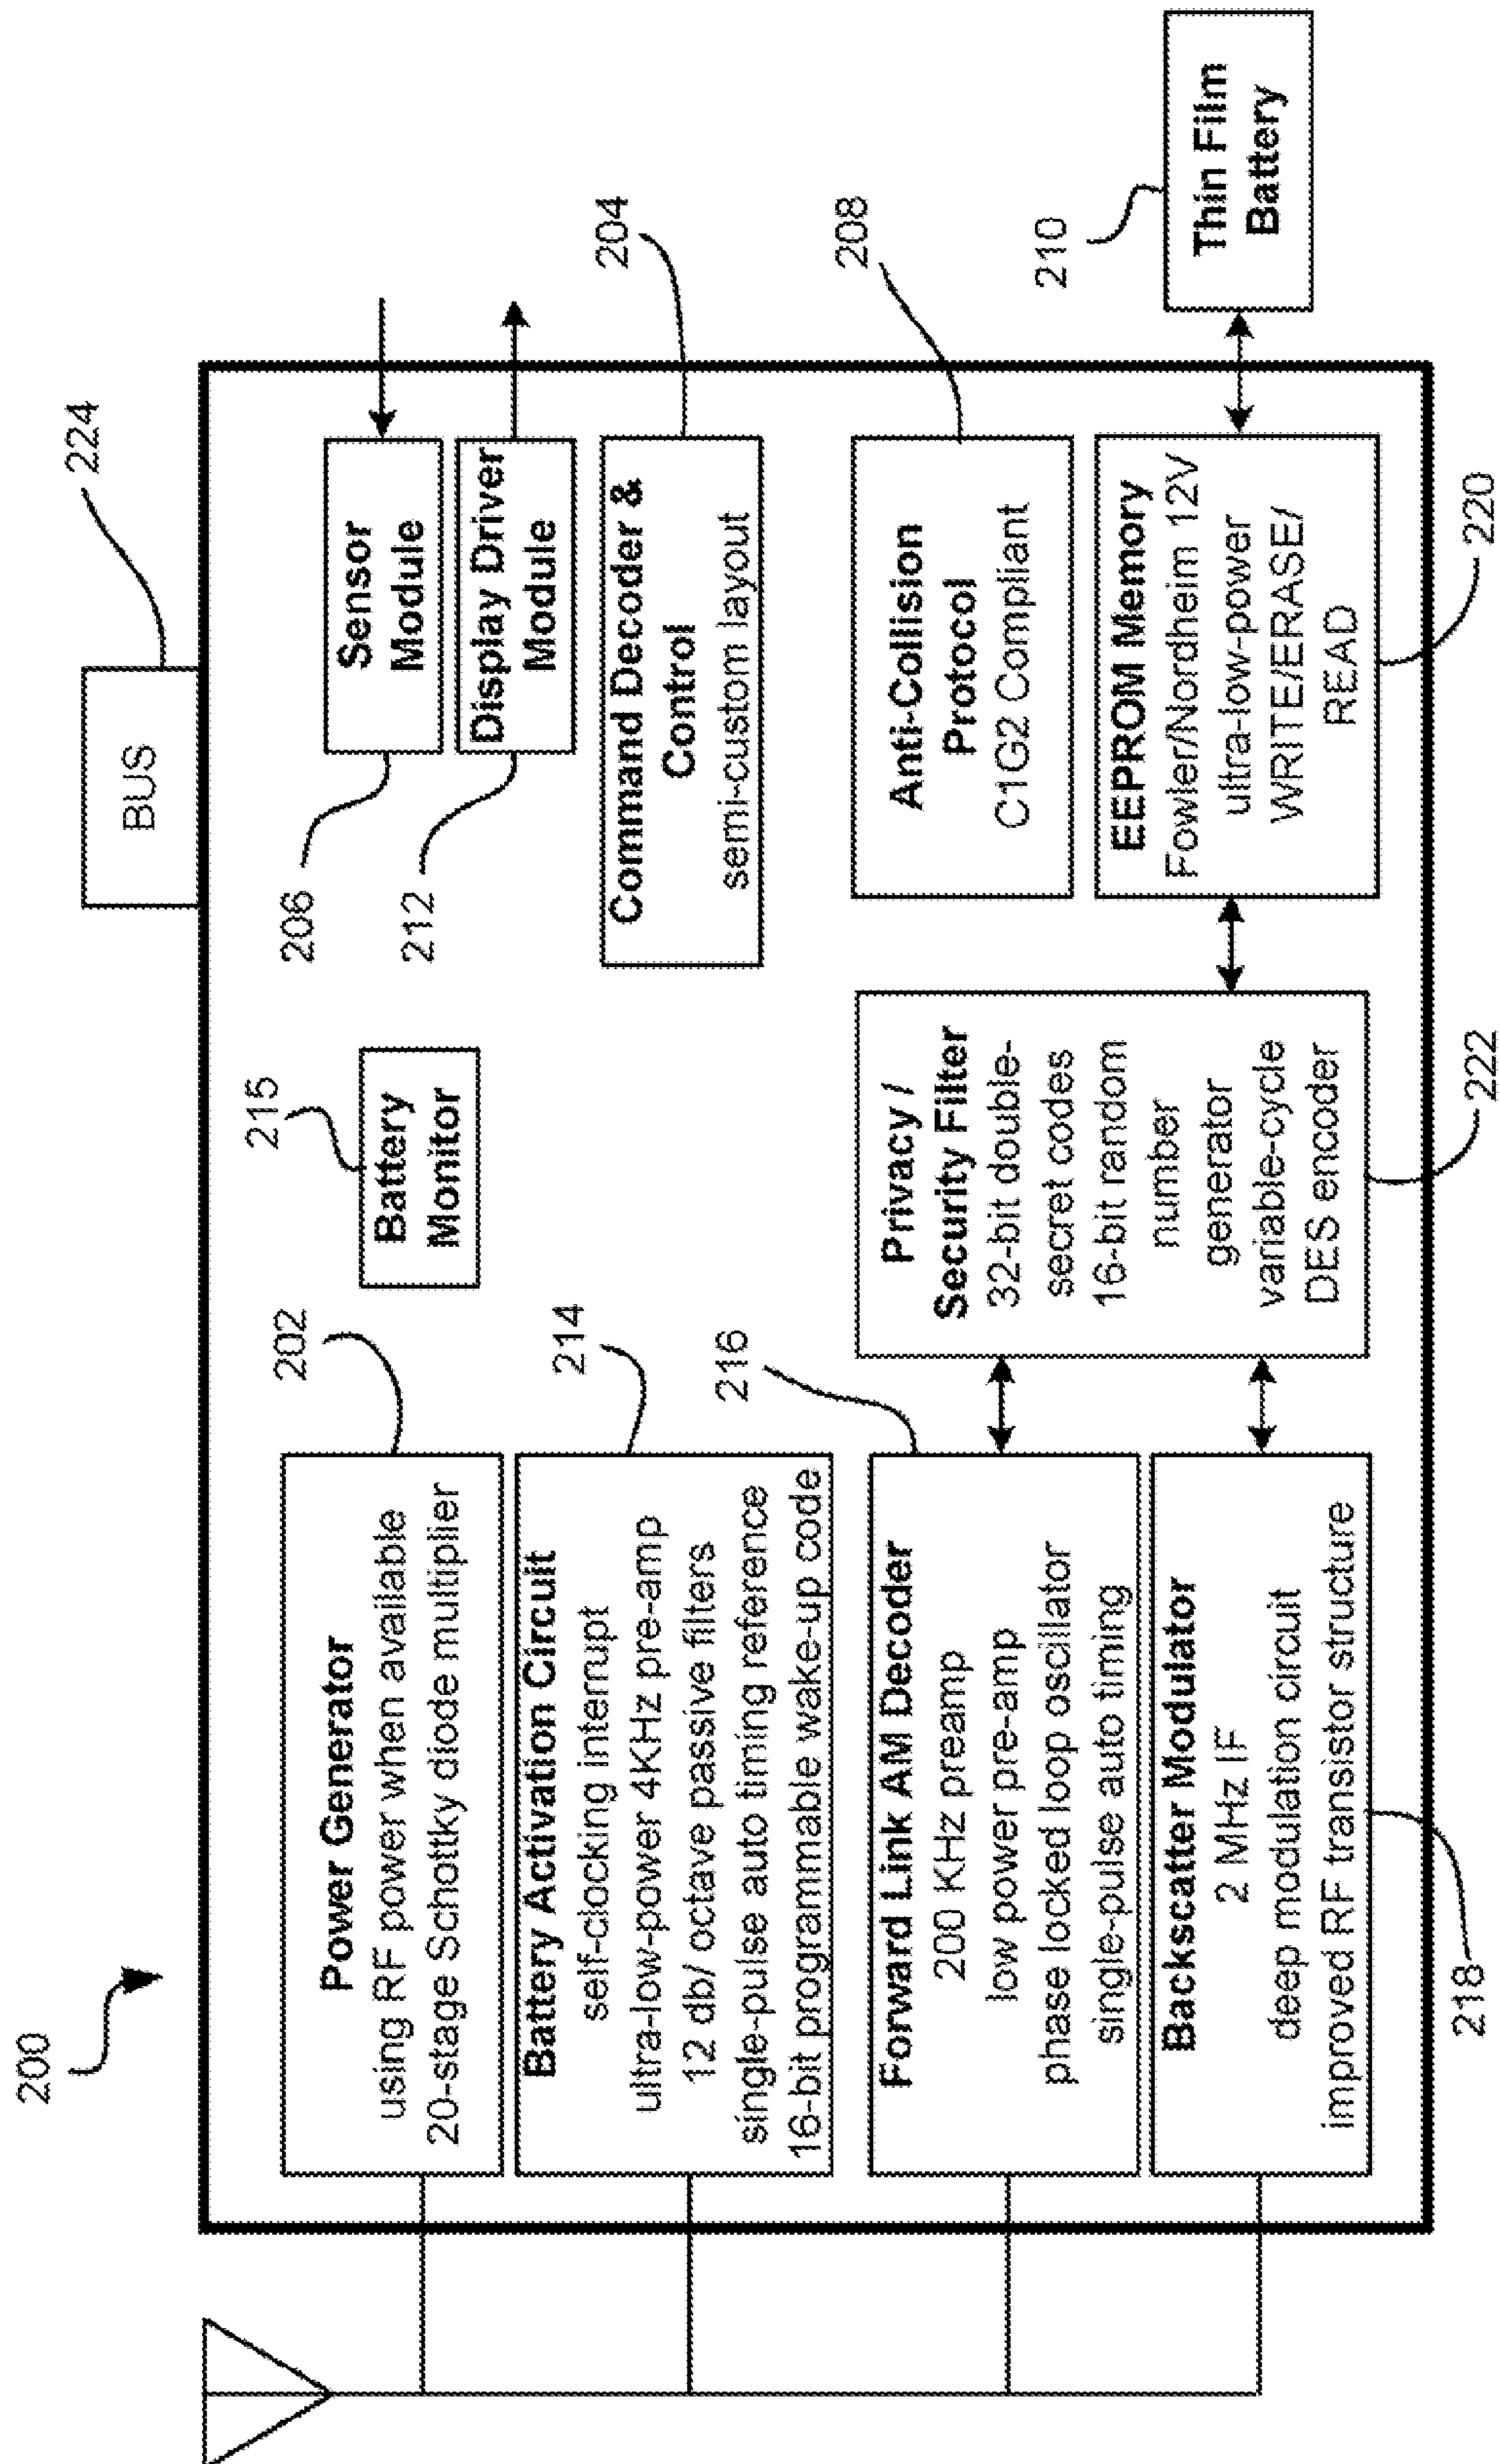 200
BUS
224
Power Generator
using RF power when available
20-stage Schottky diode multiplier
202
Battery Activation Circuit
self-clocking interrupt
ultra-low-power 4KHz pre-amp
12 db/ octave passive filters
single-pulse auto timing reference
16-bit programmable wake-up code
214
Forward Link AM Decoder
200 KHz preamp
low power pre-amp
phase locked loop oscillator
single-pulse auto timing
216
Backscatter Modulator
2 MHz IF
deep modulation circuit
improved RF transistor structure
218
215
Battery
Monitor
Privacy /
Security Filter
32-bit double-
secret codes
16-bit random
number
generator
variable-cycle
DES encoder
222
206
Sensor
Module
212
Display Driver
Module
Command Decoder &
Control
semi-custom layout
204
Anti-Collision
Protocol
C1G2 Compliant
208
EEPROM Memory
Fowler/Nordheim 12V
ultra-low-power
WRITE/ERASE/
READ
220
210
Thin Film
Battery